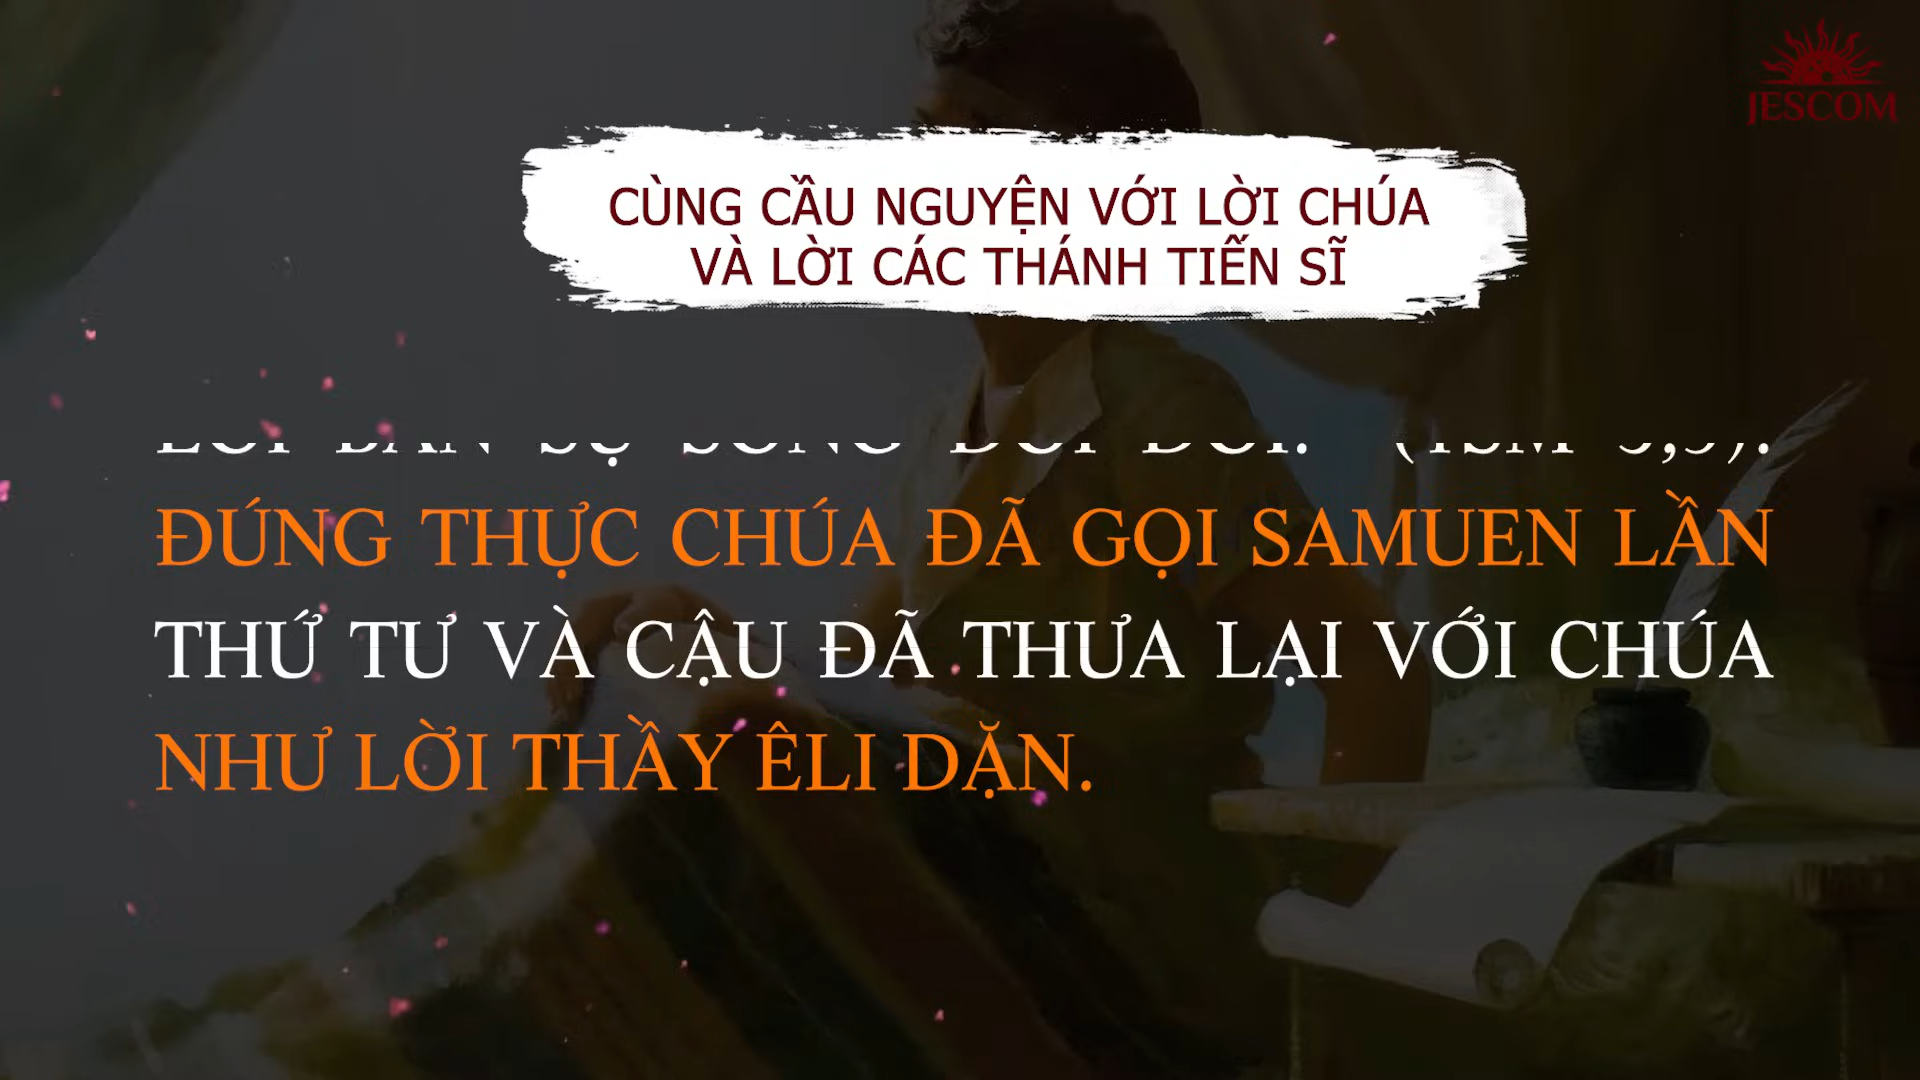 JESCOM
CÙNG CẦU NGUYỆN VỚI LỜI CHÚA
VÀ LỜI CÁC THÁNH TIẾN SĨ
ĐÚNG THỰC CHÚA ĐÃ GỌI SAMUEN LẦN
THỨ TƯ VÀ CẬU ĐÃ THƯA LẠI VỚI CHÚA
NHƯ LỜI THẦY ÊLI DẶN.